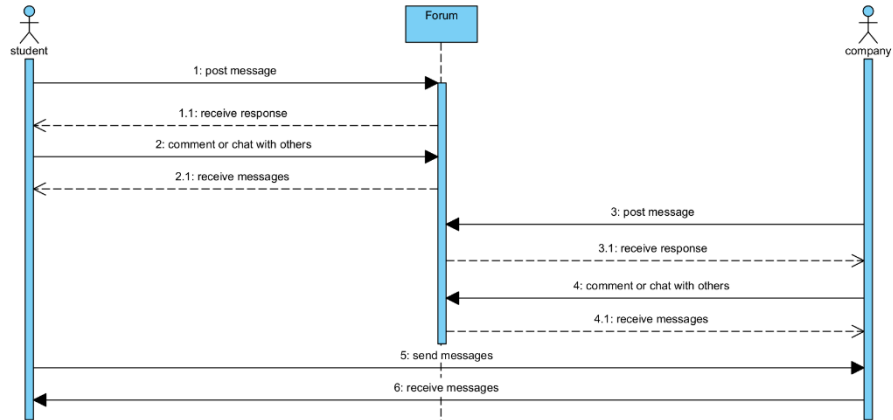 Forum
student
company
1: post message
1.1: receive response
2: comment or chat with others
2.1: receive messages
3: post message
3.1: receive response
4: comment or chat with others
4.1: receive messages
5: send messages
6: receive messages